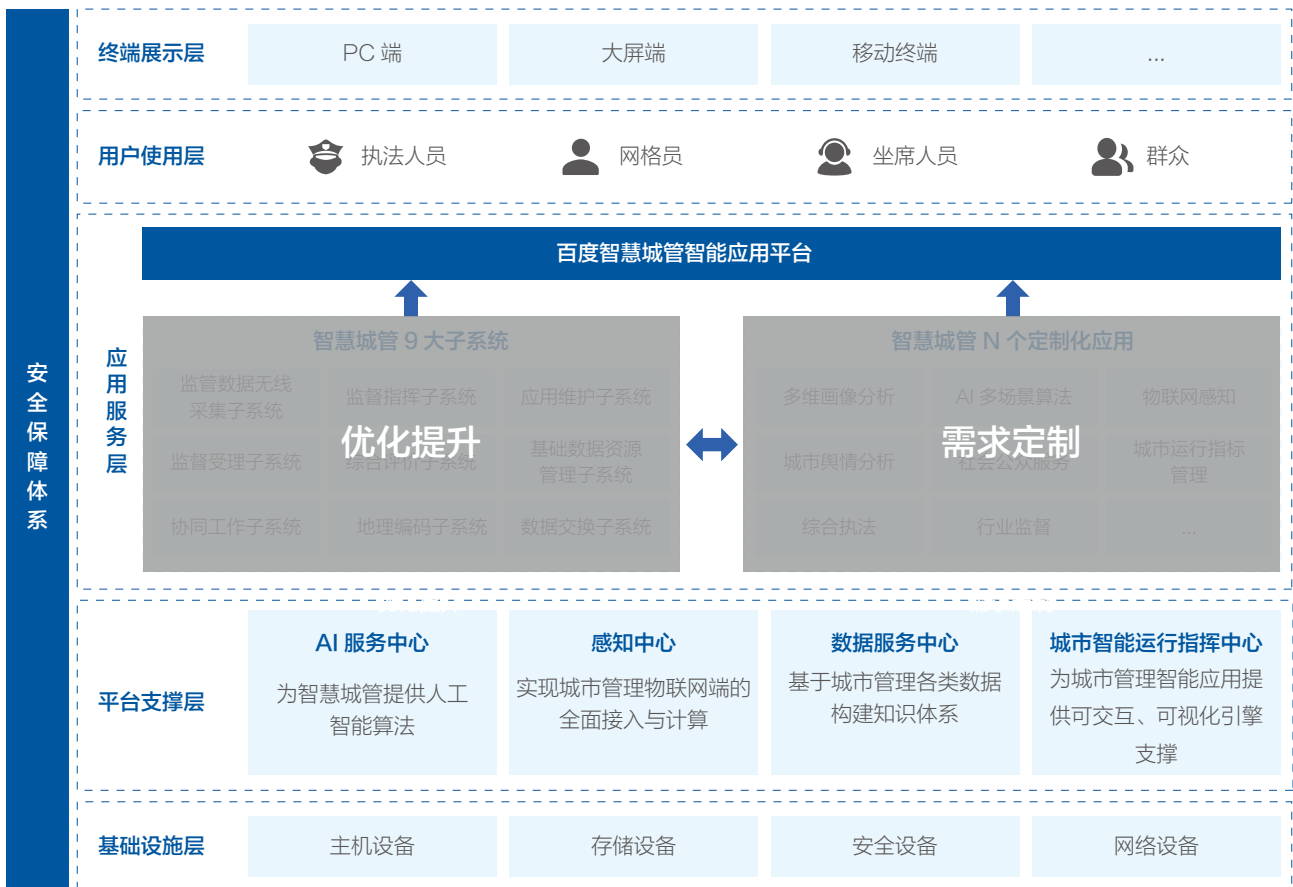 安全保障体系
终端展示层
PC 端
大屏端
移动终端
...
用户使用层
执法人员
网格员
坐席人员
群众
应用服务层
百度智慧城管智能应用平台
智慧城管 9 大子系统
监管数据无线
采集子系统
监督指挥子系统
应用维护子系统
优化提升
监督受理子系统
综合评价子系统
基础数据资源
管理子系统
协同工作子系统
地理编码子系统
数据交换子系统
智慧城管 N 个定制化应用
多维画像分析
AI 多场景算法
物联网感知
需求定制
城市舆情分析
社会公众服务
城市运行指标
管理
综合执法
行业监督
...
平台支撑层
AI 服务中心
为智慧城管提供人工
智能算法
感知中心
实现城市管理物联网端的
全面接入与计算
数据服务中心
基于城市管理各类数据
构建知识体系
城市智能运行指挥中心
为城市管理智能应用提
供可交互、可视化引擎
支撑
基础设施层
主机设备
存储设备
安全设备
网络设备